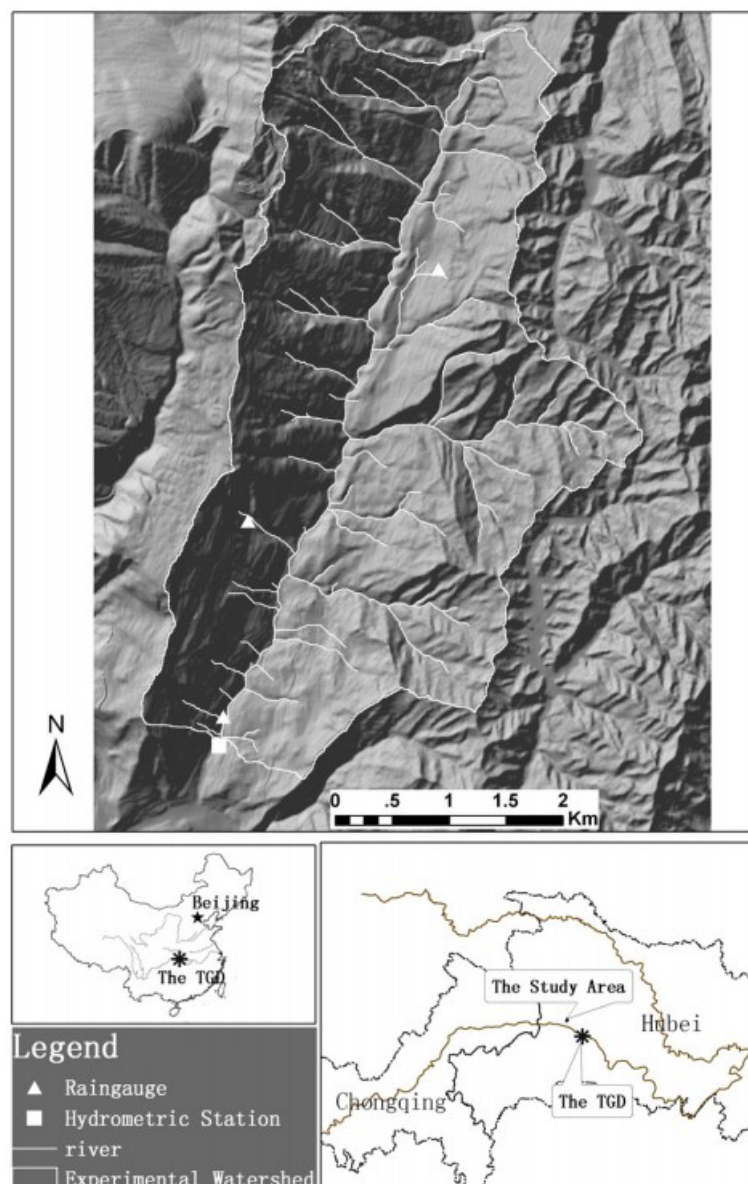 N
0 .5 1 1.5 2
Km
Beijing
The TGD
Legend
Raingauge
Hydrometric Station
river
Experimental Watershed
The Study Area
Hubei
Chongqing
The TGD